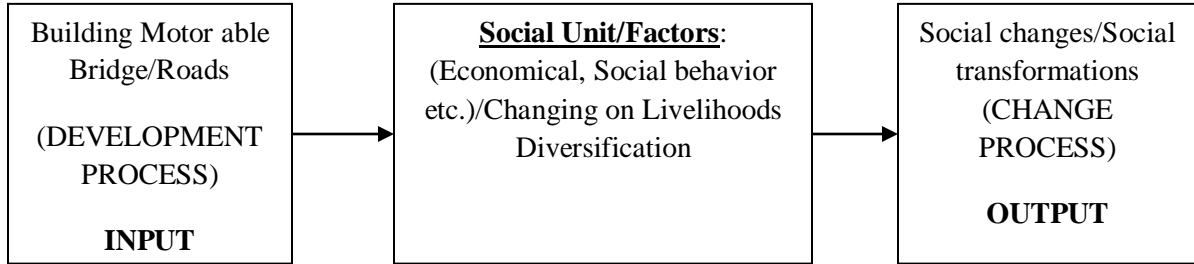 Building Motor able
Bridge/Roads
(DEVELOPMENT
PROCESS)
INPUT
Social Unit/Factors:
(Economical, Social behavior
etc.)/Changing on Livelihoods
Diversification
Social changes/Social
transformations
(CHANGE
PROCESS)
OUTPUT